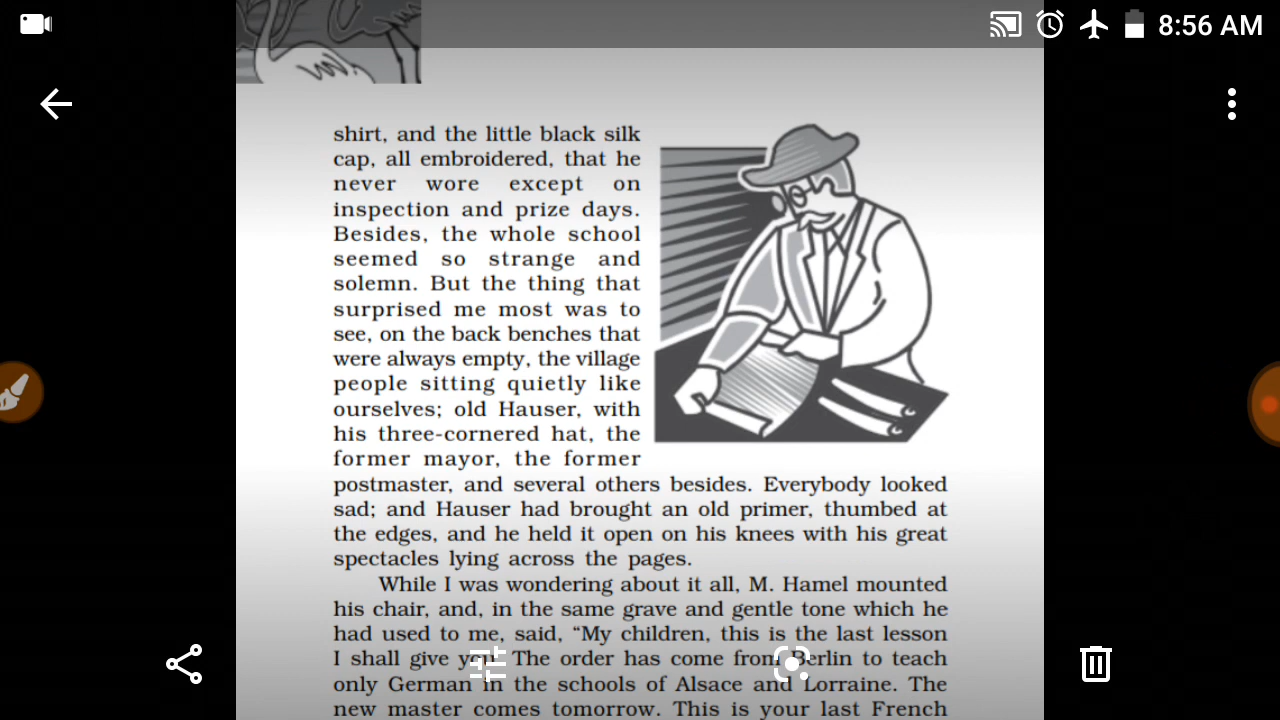 8:56 AM
shirt, and the little black silk
cap, all embroidered, that he
never wore except on
inspection and prize days.
Besides, the whole school
seemed so strange and
solemn. But the thing that
surprised me most was to
see, on the back benches that
were always empty, the village
people sitting quietly like
ourselves; old Hauser, with
his three-cornered hat, the
former mayor, the former
postmaster, and several others besides. Everybody looked
sad; and Hauser had brought an old primer, thumbed at
the edges, and he held it open on his knees with his great
spectacles lying across the pages.
While I was wondering about it all, M. Hamel mounted
his chair, and, in the same grave and gentle tone which he
had used to me, said, “My children, this is the last lesson
I shall give you. The order has come from Berlin to teach
only German in the schools of Alsace and Lorraine. The
new master comes tomorrow. This is your last French